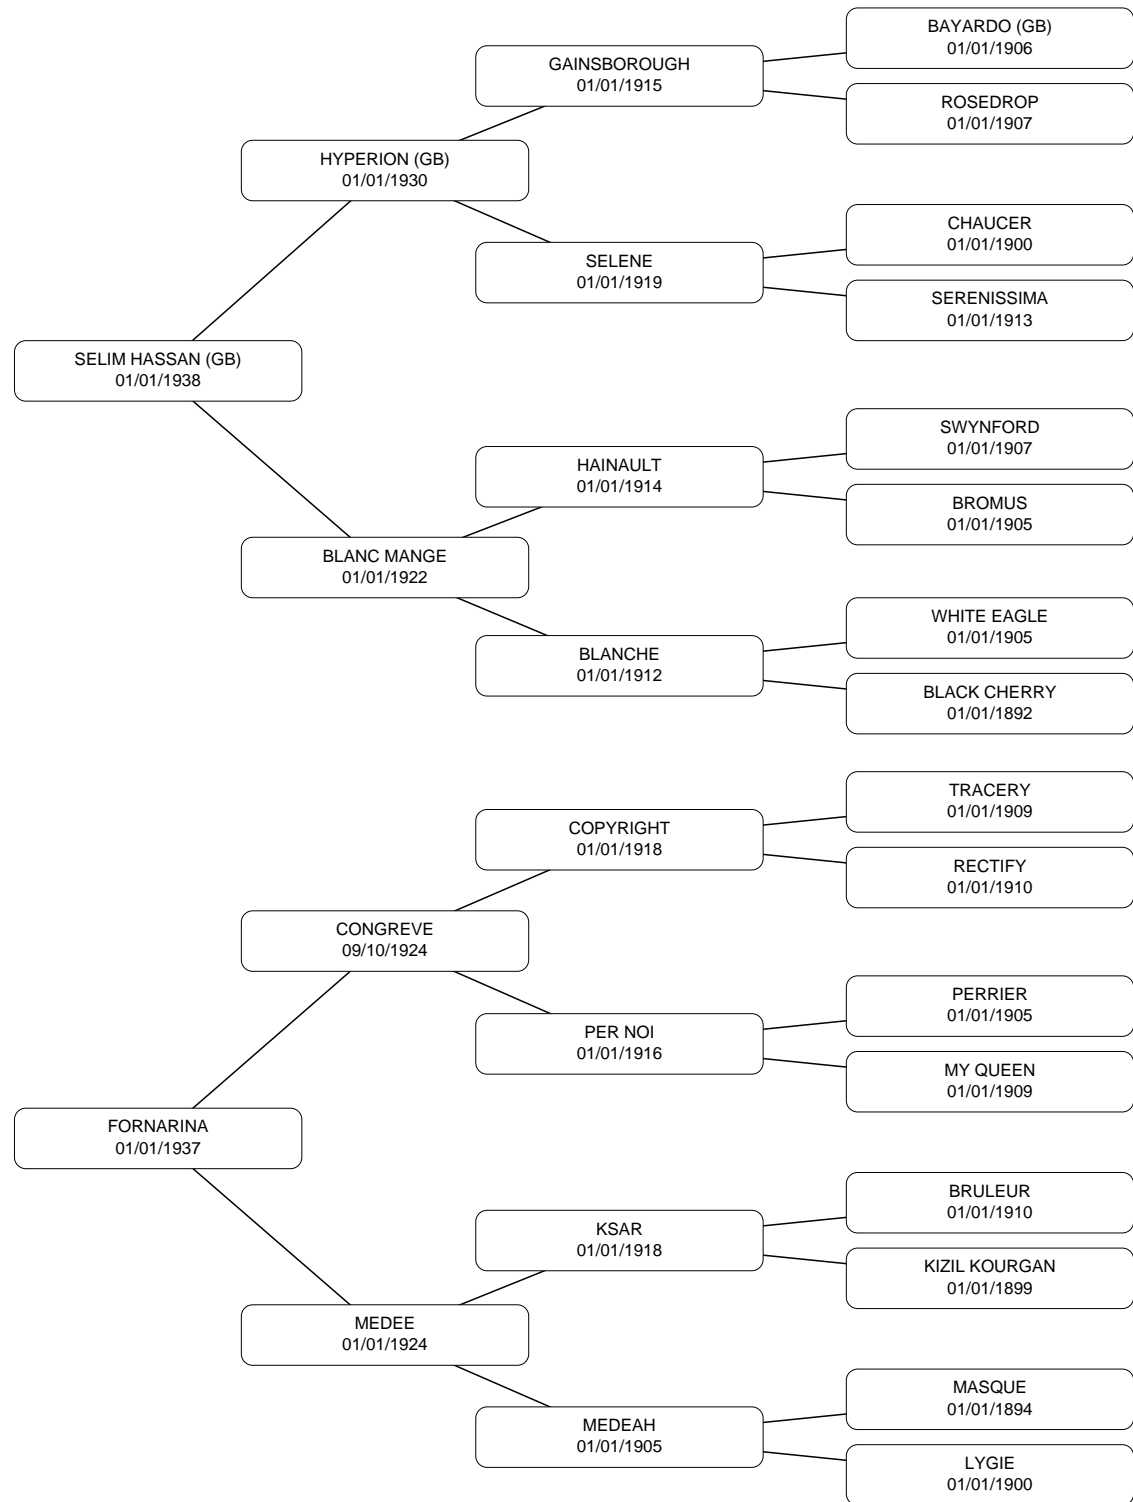 BAYARDO (GB)
01/01/1906
GAINSBOROUGH
01/01/1915
ROSEDROP
01/01/1907
HYPERION (GB)
01/01/1930
CHAUCER
01/01/1900
SELENE
01/01/1919
SERENISSIMA
01/01/1913
SELIM HASSAN (GB)
01/01/1938
SWYNFORD
01/01/1907
HAINAULT
01/01/1914
BROMUS
01/01/1905
BLANC MANGE
01/01/1922
WHITE EAGLE
01/01/1905
BLANCHE
01/01/1912
BLACK CHERRY
01/01/1892
TRACERY
01/01/1909
COPYRIGHT
01/01/1918
RECTIFY
01/01/1910
CONGREVE
09/10/1924
PERRIER
01/01/1905
PER NOI
01/01/1916
MY QUEEN
01/01/1909
FORNARINA
01/01/1937
BRULEUR
01/01/1910
KSAR
01/01/1918
KIZIL KOURGAN
01/01/1899
MEDEE
01/01/1924
MASQUE
01/01/1894
MEDEAH
01/01/1905
LYGIE
01/01/1900